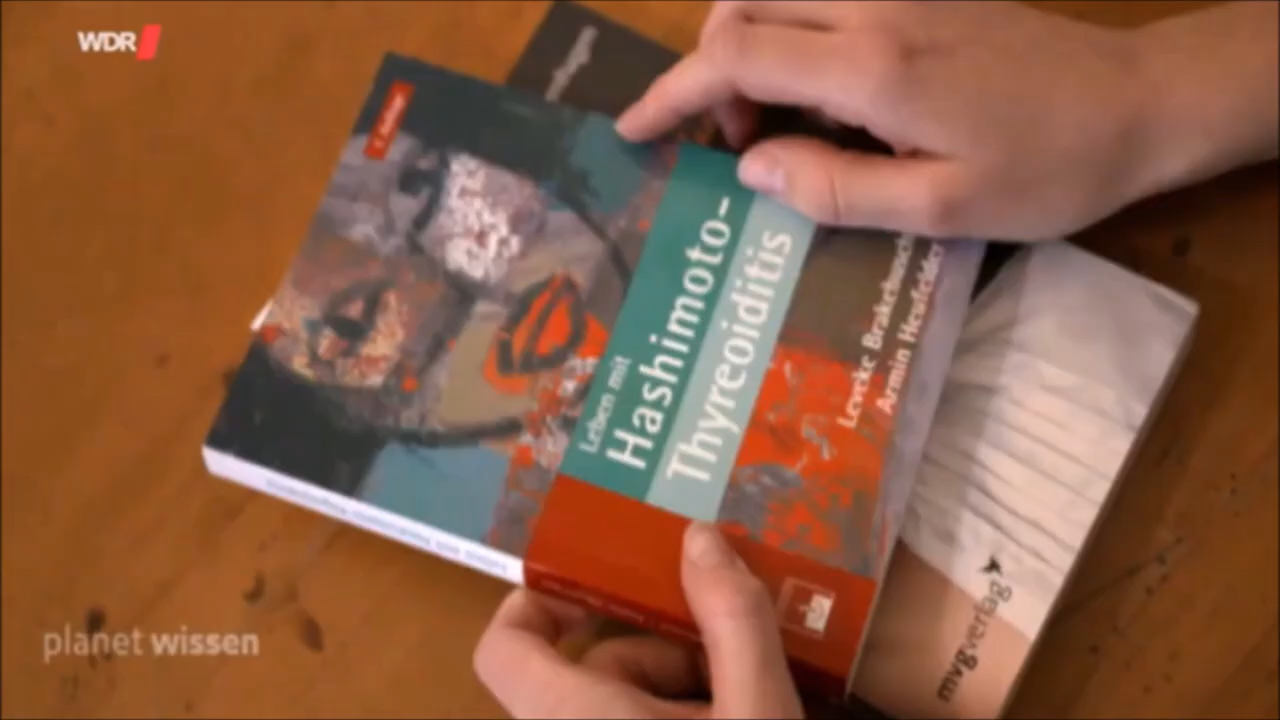 WDR
Leben mit
Hashimoto-
Thyreoiditis
Leveke Brakebusch
Armin Heufelder
mvgverlag
planet wissen